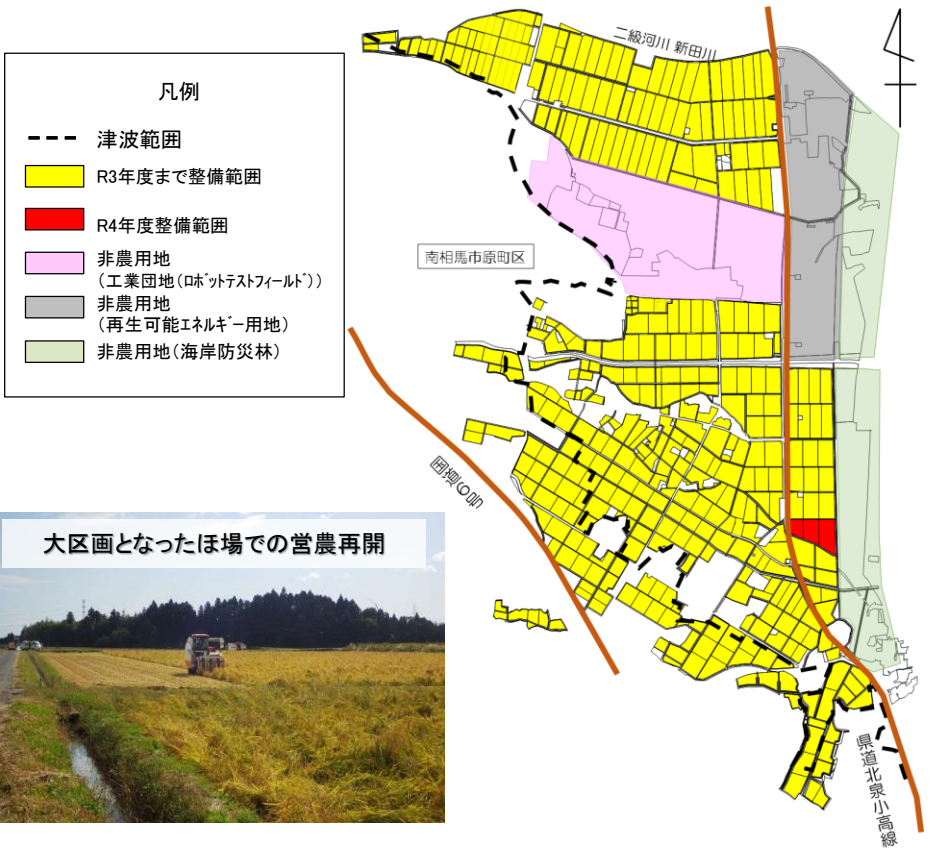 凡例
津波範囲
R3年度まで整備範囲
R4年度整備範囲
非農用地
(工業団地(ﾛﾎﾞｯﾄﾃｽﾄﾌｨｰﾙﾄﾞ))
非農用地
(再生可能ｴﾈﾙｷﾞｰ用地)
非農用地(海岸防災林)
二級河川 新田川
南相馬市原町区
国道6号
県道北泉小高線
大区画となったほ場での営農再開